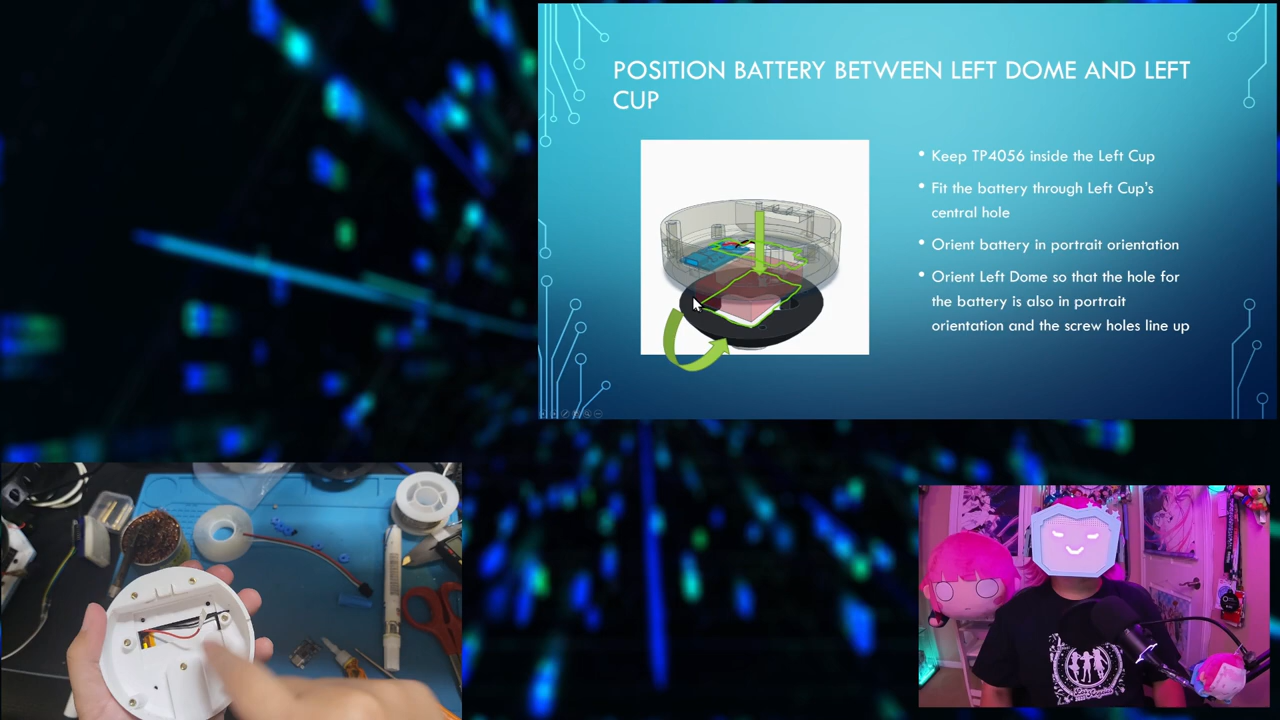 POSITION BATTERY BETWEEN LEFT DOME AND LEFT
CUP
• Keep TP4056 inside the Left Cup
• Fit the battery through Left Cup's
central hole
• Orient battery in portrait orientation
• Orient Left Dome so that the hole for
the battery is also in portrait
orientation and the screw holes line up